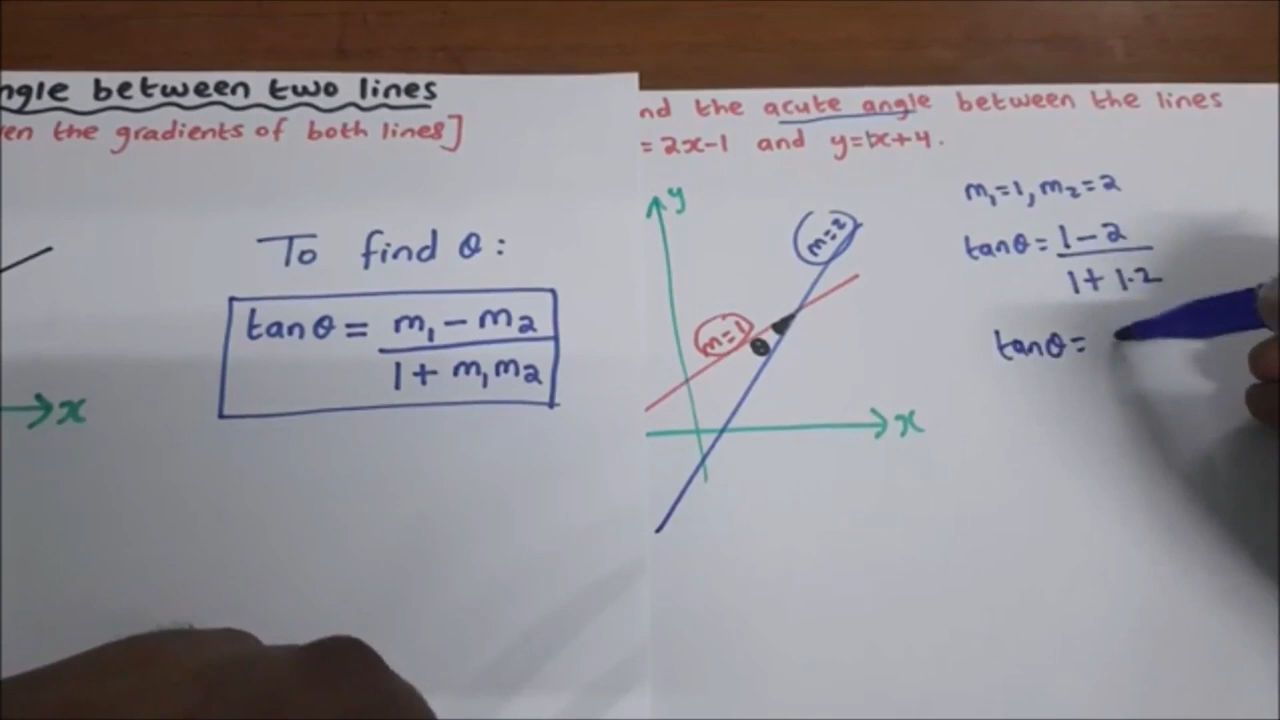 ngle between two lines
en the gradients of both lines]
To find θ:
tanθ = m₁ - m₂ / 1 + m₁m₂
x
nd the acute angle between the lines
= 2x-1 and y=1x+4.
y
m=2
m=1
θ
x
m₁=1, m₂=2
tanθ = 1-2 / 1+1.2
tanθ=